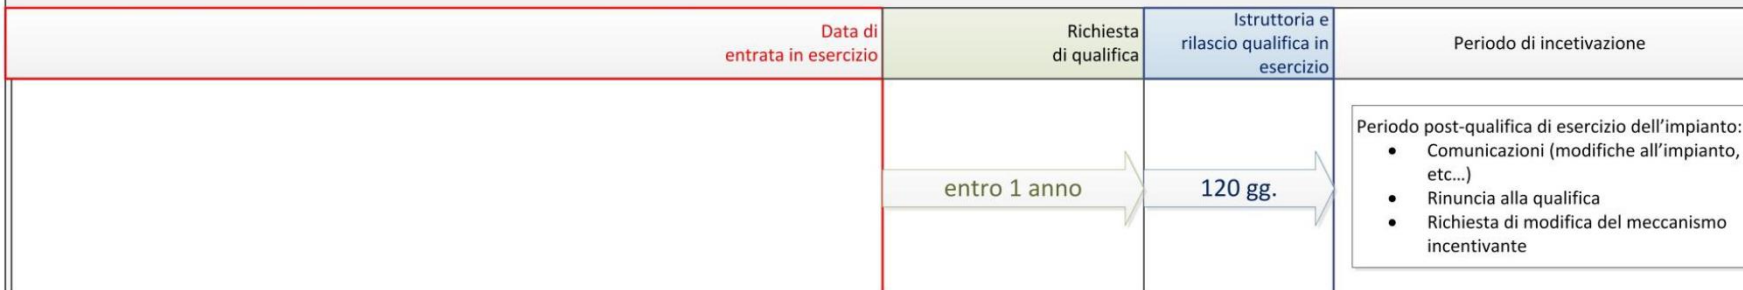 Data di
entrata in esercizio
Richiesta
di qualifica
Istruttoria e
rilascio qualifica in
esercizio
Periodo di incetivazione
entro 1 anno
120 gg.
Periodo post-qualifica di esercizio dell'impianto:
• Comunicazioni (modifiche all'impianto,
etc...)
• Rinuncia alla qualifica
• Richiesta di modifica del meccanismo
incentivante